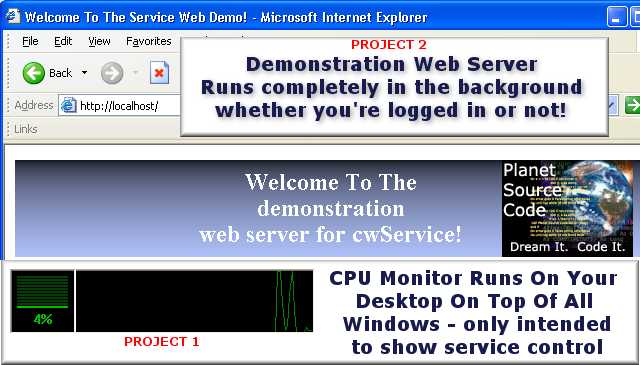 Welcome To The Service Web Demo! - Microsoft Internet Explorer
File Edit View Favorites
PROJECT 2
Demonstration Web Server
Runs completely in the background
whether you're logged in or not!
Back
Address http://localhost/
Links
Welcome To The
demonstration
web server for cwService!
Planet
Source
Code
Dream It. Code It.
4%
PROJECT 1
CPU Monitor Runs On Your
Desktop On Top Of All
Windows - only intended
to show service control